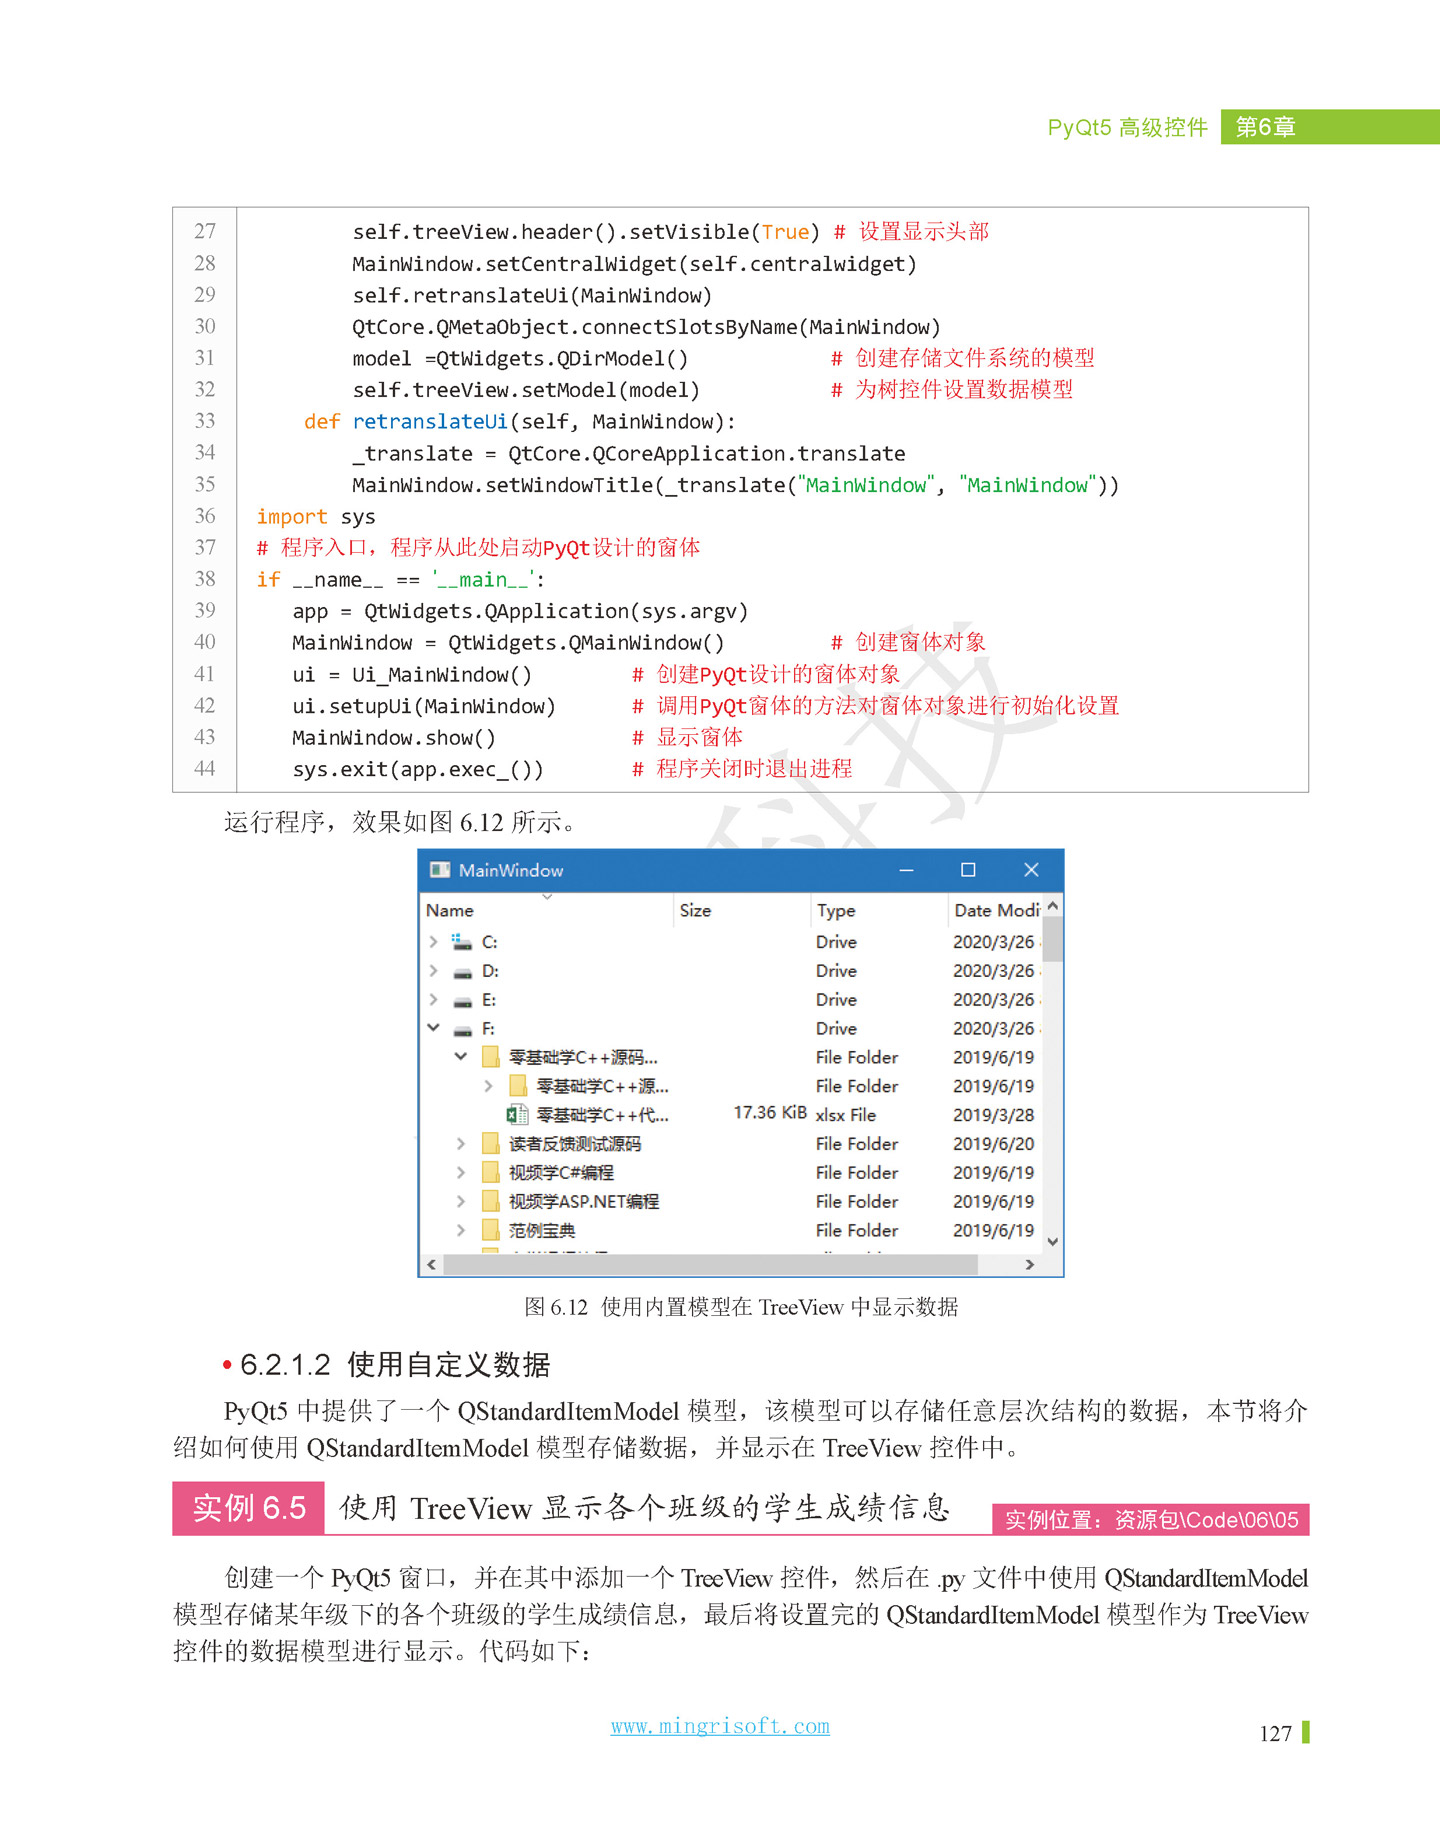 PyQt5 高级控件 第6章
27 self.treeView.header().setVisible(True) # 设置显示头部
28 MainWindow.setCentralWidget(self.centralwidget)
29 self.retranslateUi(MainWindow)
30 QtCore.QMetaObject.connectSlotsByName(MainWindow)
31 model =QtWidgets.QDirModel() # 创建存储文件系统的模型
32 self.treeView.setModel(model) # 为树控件设置数据模型
33 def retranslateUi(self, MainWindow):
34 _translate = QtCore.QCoreApplication.translate
35 MainWindow.setWindowTitle(_translate("MainWindow", "MainWindow"))
36 import sys
37 # 程序入口，程序从此处启动PyQt设计的窗体
38 if __name__ == '__main__':
39 app = QtWidgets.QApplication(sys.argv)
40 MainWindow = QtWidgets.QMainWindow() # 创建窗体对象
41 ui = Ui_MainWindow() # 创建PyQt设计的窗体对象
42 ui.setupUi(MainWindow) # 调用PyQt窗体的方法对窗体对象进行初始化设置
43 MainWindow.show() # 显示窗体
44 sys.exit(app.exec_()) # 程序关闭时退出进程
科技
运行程序，效果如图 6.12 所示。
MainWindow
Name Size Type Date Modi
C: Drive 2020/3/26
D: Drive 2020/3/26
E: Drive 2020/3/26
F: Drive 2020/3/26
零基础学C++源码... File Folder 2019/6/19
零基础学C++源... File Folder 2019/6/19
零基础学C++代... 17.36 KiB xlsx File 2019/3/28
读者反馈测试源码 File Folder 2019/6/20
视频学C#编程 File Folder 2019/6/19
视频学ASP.NET编程 File Folder 2019/6/19
范例宝典 File Folder 2019/6/19
图 6.12 使用内置模型在 TreeView 中显示数据
• 6.2.1.2 使用自定义数据
PyQt5 中提供了一个 QStandardItemModel 模型，该模型可以存储任意层次结构的数据，本节将介
绍如何使用 QStandardItemModel 模型存储数据，并显示在 TreeView 控件中。
实例 6.5 使用 TreeView 显示各个班级的学生成绩信息 实例位置：资源包\Code\06\05
创建一个 PyQt5 窗口，并在其中添加一个 TreeView 控件，然后在 .py 文件中使用 QStandardItemModel
模型存储某年级下的各个班级的学生成绩信息，最后将设置完的 QStandardItemModel 模型作为 TreeView
控件的数据模型进行显示。代码如下：
www.mingrisoft.com
127